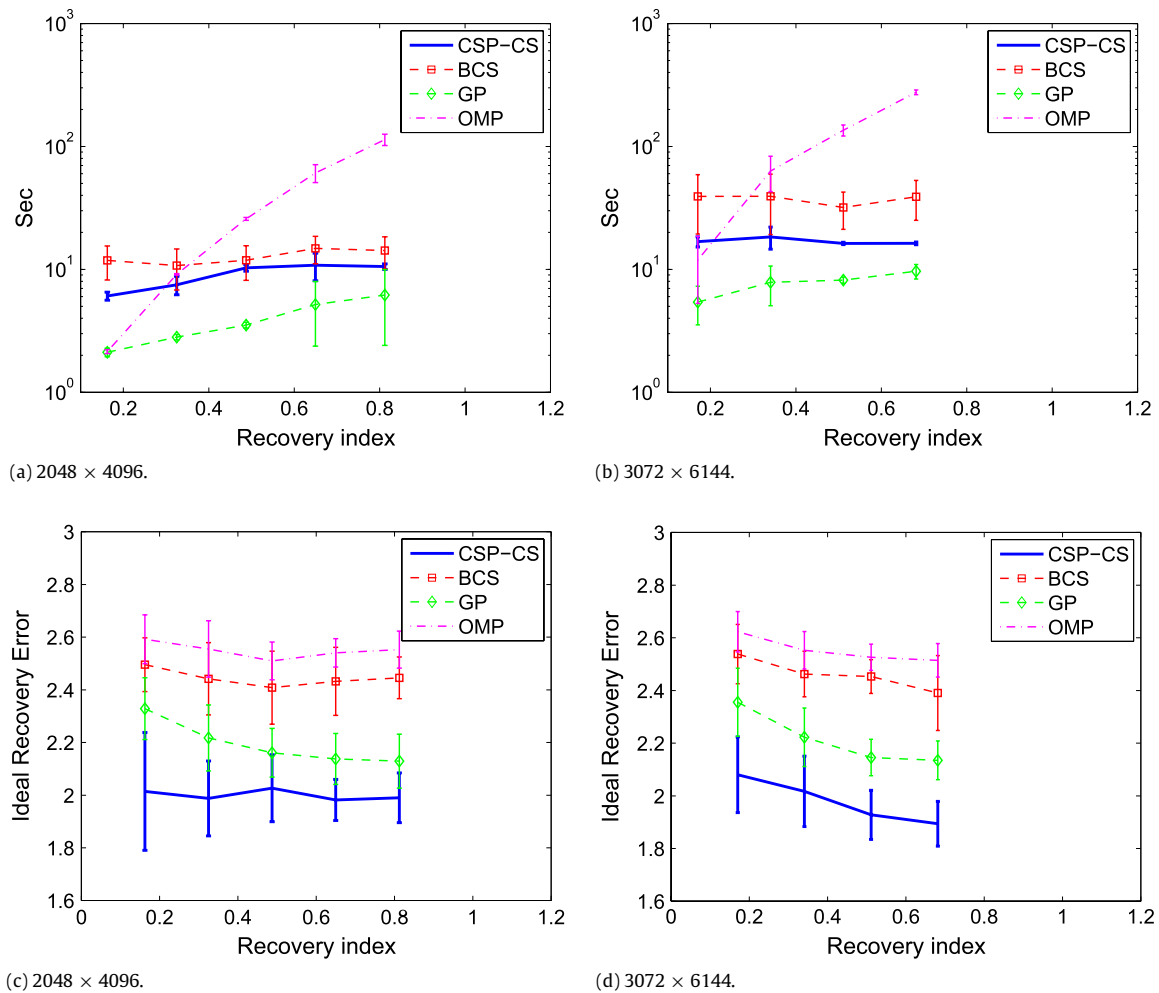 10^3
10^2
10^1
10^0
Sec
CSP-CS
BCS
GP
OMP
0.2 0.4 0.6 0.8 1 1.2
Recovery index
(a) 2048 × 4096.
10^3
10^2
10^1
10^0
Sec
CSP-CS
BCS
GP
OMP
0.2 0.4 0.6 0.8 1 1.2
Recovery index
(b) 3072 × 6144.
3
2.8
2.6
2.4
2.2
2
1.8
1.6
Ideal Recovery Error
CSP-CS
BCS
GP
OMP
0 0.2 0.4 0.6 0.8 1 1.2
Recovery index
(c) 2048 × 4096.
3
2.8
2.6
2.4
2.2
2
1.8
1.6
Ideal Recovery Error
CSP-CS
BCS
GP
OMP
0 0.2 0.4 0.6 0.8 1 1.2
Recovery index
(d) 3072 × 6144.